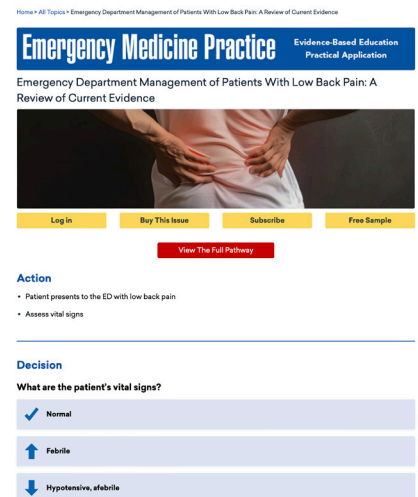 Home » All Topics » Emergency Department Management of Patients With Low Back Pain: A Review of Current Evidence
Emergency Medicine Practice
Evidence-Based Education
Practical Application
Emergency Department Management of Patients With Low Back Pain: A
Review of Current Evidence
Log in
Buy This Issue
Subscribe
Free Sample
View The Full Pathway
Action
• Patient presents to the ED with low back pain
• Assess vital signs
Decision
What are the patient's vital signs?
Normal
Febrile
Hypotensive, afebrile